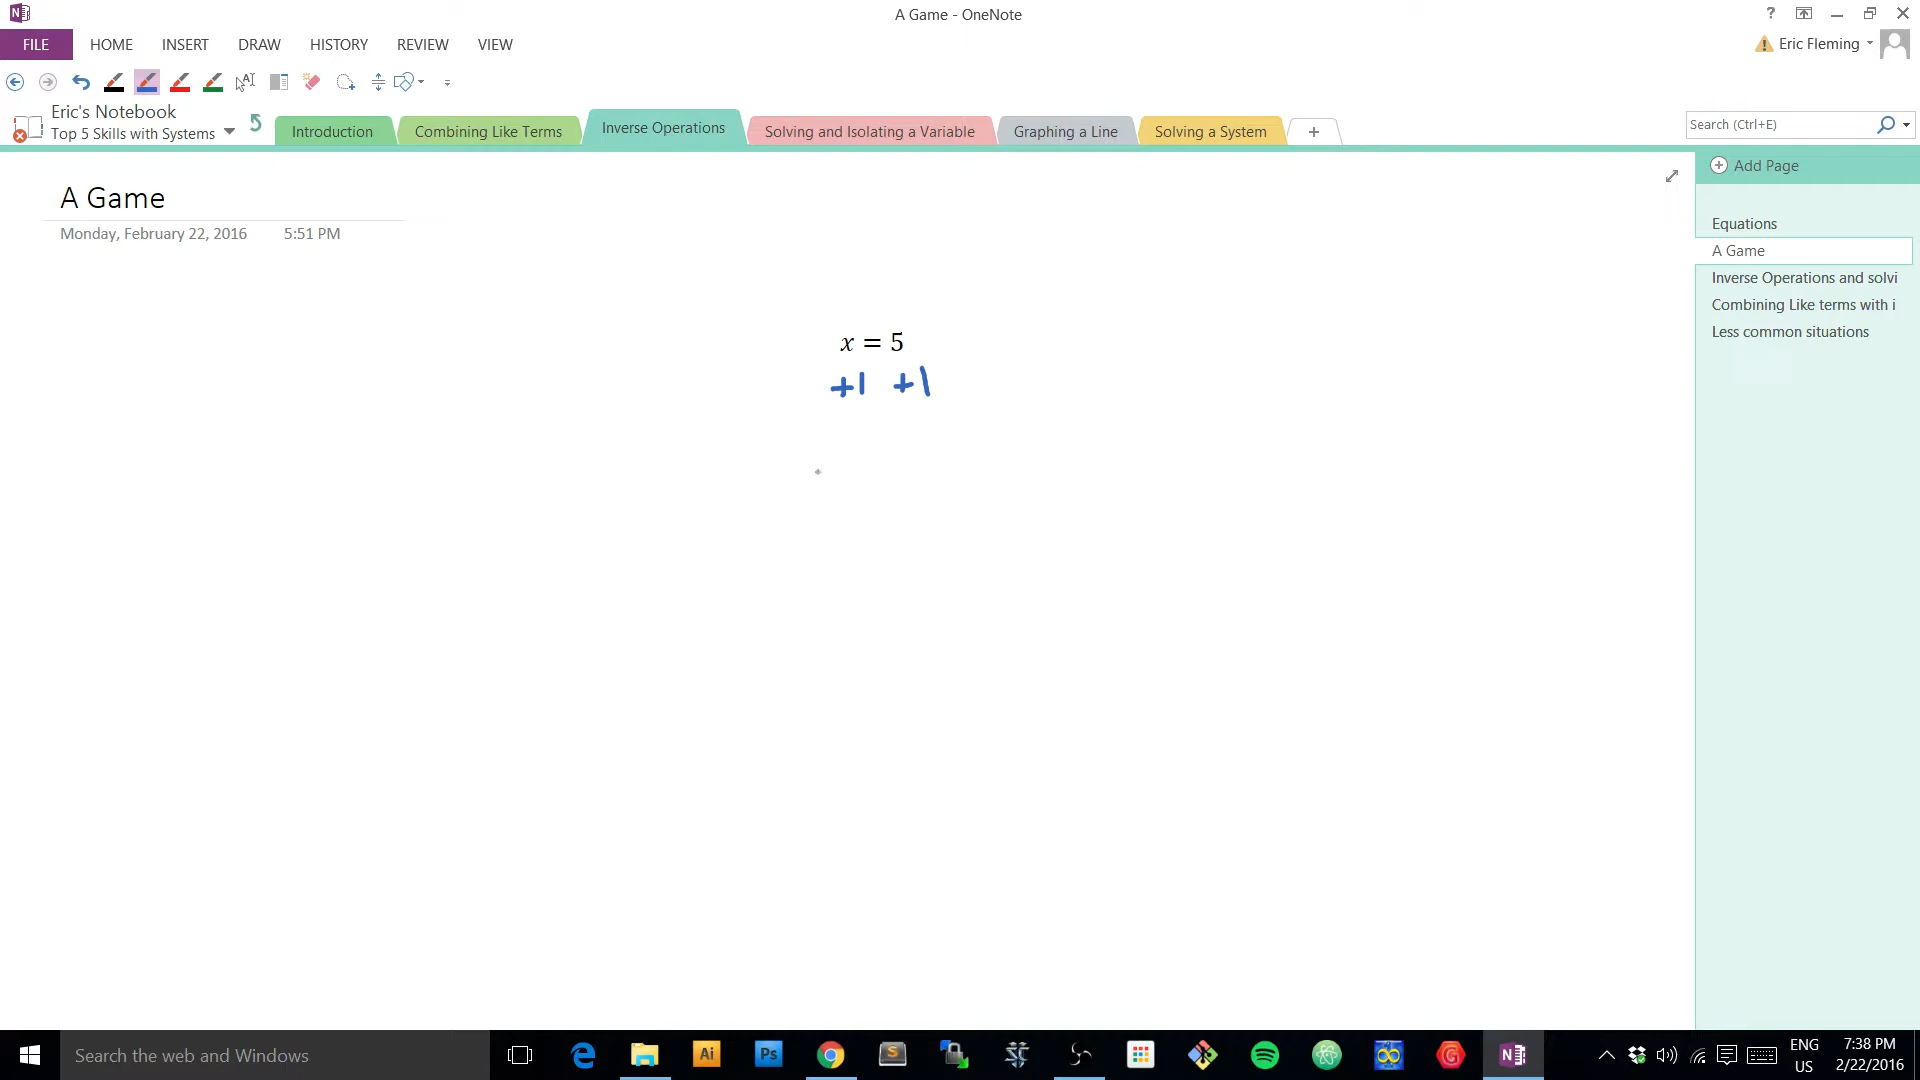 A Game - OneNote
?
FILE HOME INSERT DRAW HISTORY REVIEW VIEW
Eric Fleming
Eric's Notebook
Top 5 Skills with Systems
Introduction Combining Like Terms Inverse Operations Solving and Isolating a Variable Graphing a Line Solving a System +
Search (Ctrl+E)
Add Page
A Game
Monday, February 22, 2016 5:51 PM
Equations
A Game
Inverse Operations and solvi
Combining Like terms with i
Less common situations
x = 5
+1 +1
Search the web and Windows
Ai
Ps
ENG
US
7:38 PM
2/22/2016